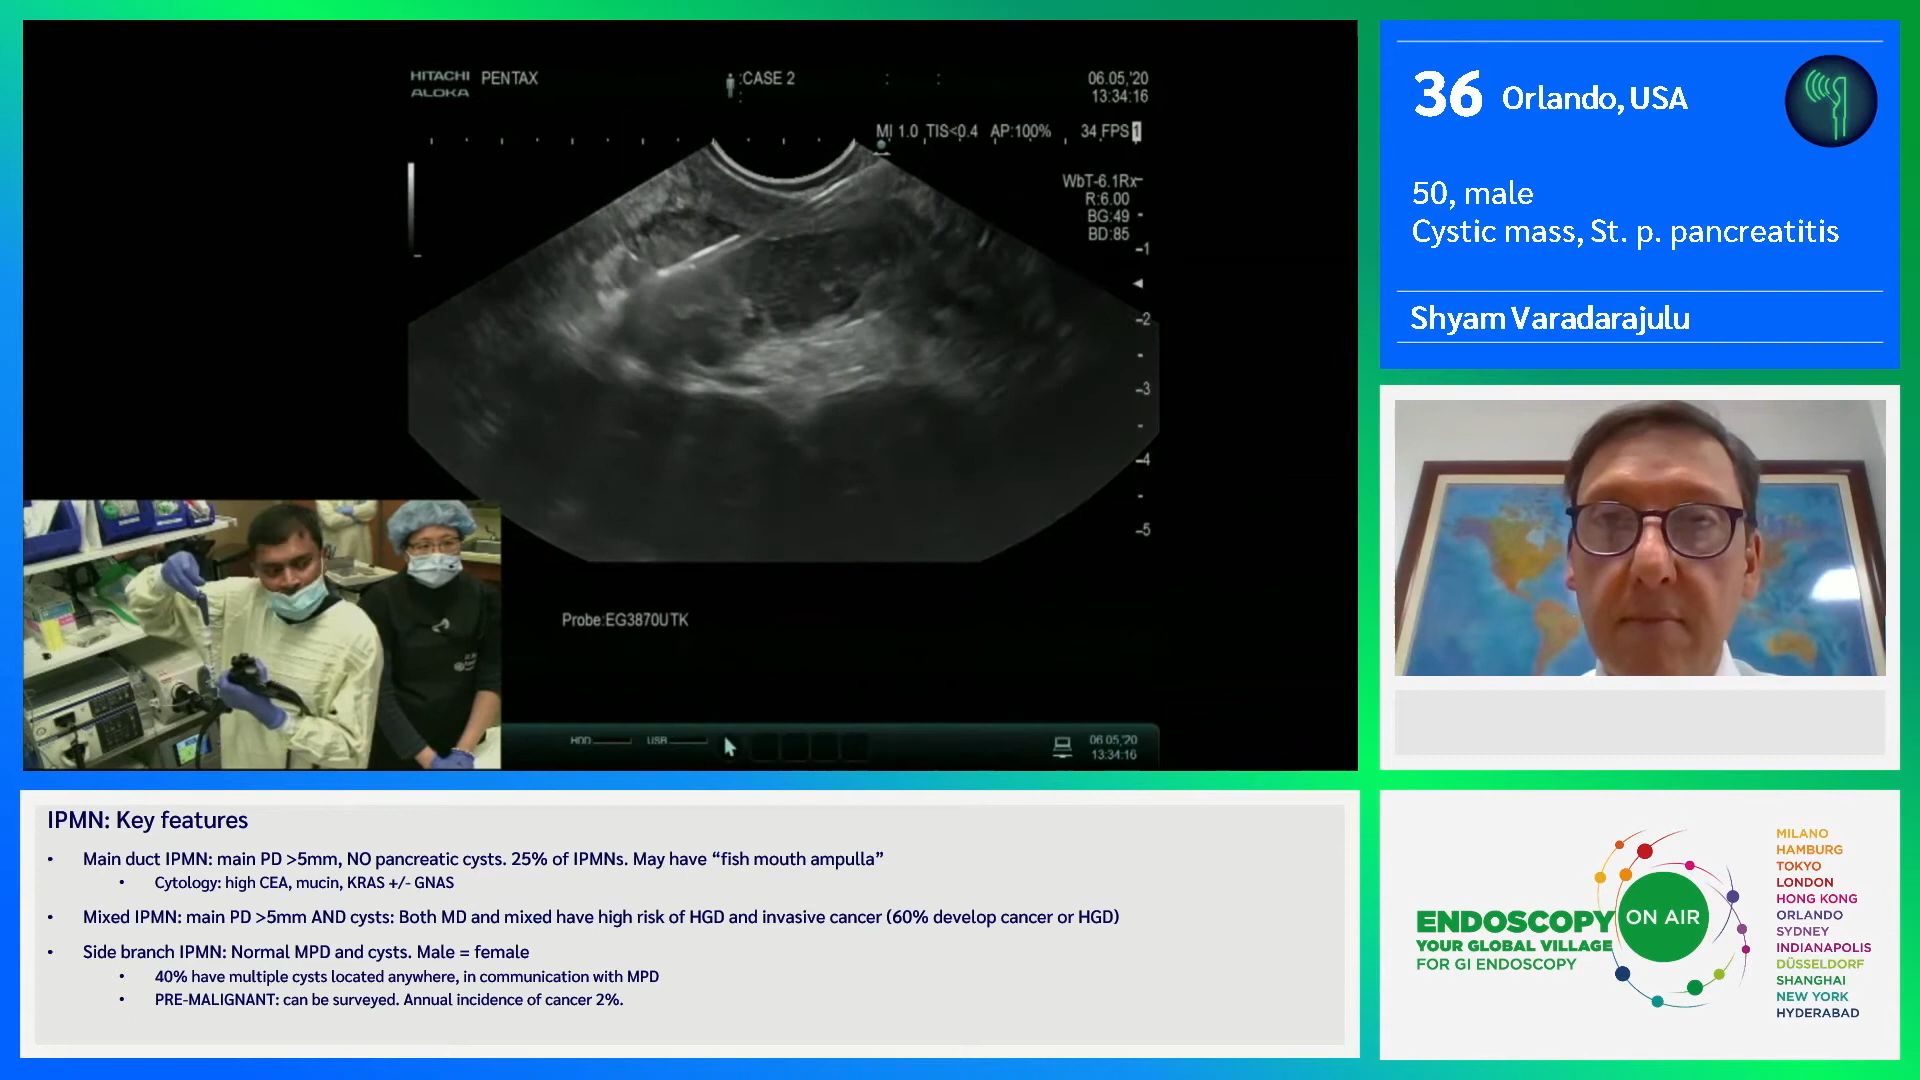 HITACHI PENTAX :CASE 2 : : 06.05,'20
ALOKA : 13:34:16
MI 1.0 TIS<0.4 AP:100% 34 FPS 1
WbT-6.1Rx
R:6.00
BG:49
BD:85
1
2
3
4
5
Probe:EG3870UTK
HDD USB 06.05,'20
13:34:16
36 Orlando, USA
50, male
Cystic mass, St. p. pancreatitis
Shyam Varadarajulu
IPMN: Key features
• Main duct IPMN: main PD >5mm, NO pancreatic cysts. 25% of IPMNs. May have “fish mouth ampulla”
• Cytology: high CEA, mucin, KRAS +/- GNAS
• Mixed IPMN: main PD >5mm AND cysts: Both MD and mixed have high risk of HGD and invasive cancer (60% develop cancer or HGD)
• Side branch IPMN: Normal MPD and cysts. Male = female
• 40% have multiple cysts located anywhere, in communication with MPD
• PRE-MALIGNANT: can be surveyed. Annual incidence of cancer 2%.
ENDOSCOPY ON AIR
YOUR GLOBAL VILLAGE
FOR GI ENDOSCOPY
MILANO
HAMBURG
TOKYO
LONDON
HONG KONG
ORLANDO
SYDNEY
INDIANAPOLIS
DÜSSELDORF
SHANGHAI
NEW YORK
HYDERABAD